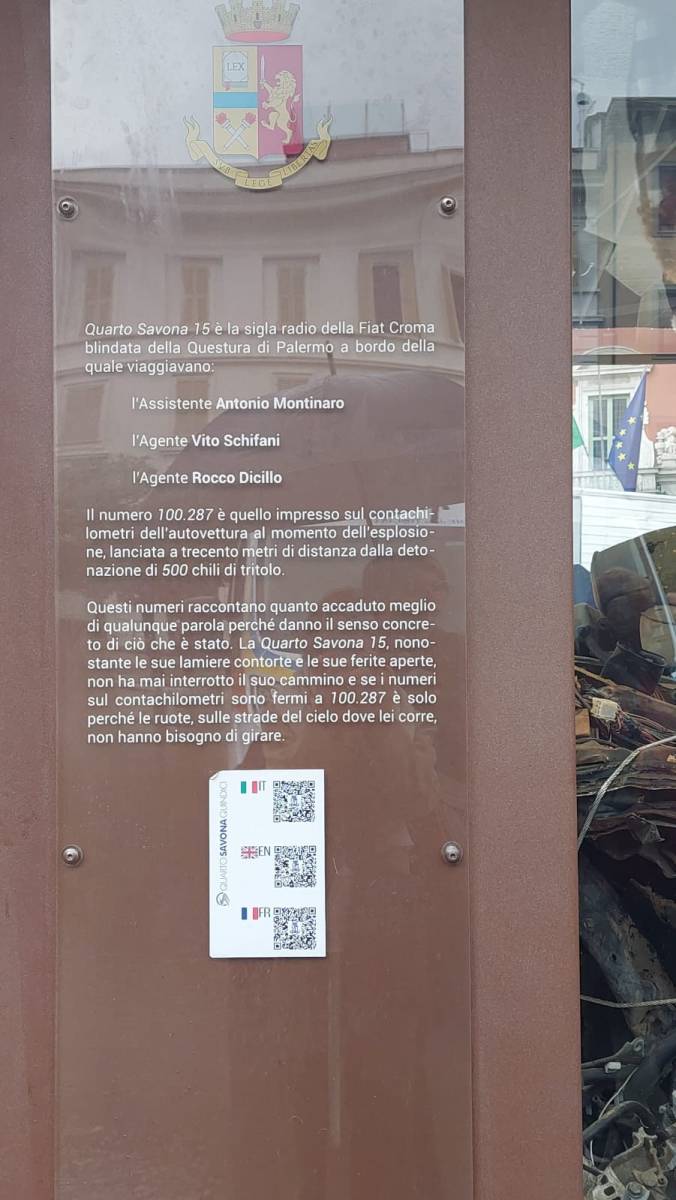 LEX
SUB LEGE LIBERTAS
Quarto Savona 15 è la sigla radio della Fiat Croma
blindata della Questura di Palermo a bordo della
quale viaggiavano:
l'Assistente Antonio Montinaro
l'Agente Vito Schifani
l'Agente Rocco Dicillo
Il numero 100.287 è quello impresso sul contachi-
lometri dell'autovettura al momento dell'esplosio-
ne, lanciata a trecento metri di distanza dalla deto-
nazione di 500 chili di tritolo.
Questi numeri raccontano quanto accaduto meglio
di qualunque parola perché danno il senso concre-
to di ciò che è stato. La Quarto Savona 15, nono-
stante le sue lamiere contorte e le sue ferite aperte,
non ha mai interrotto il suo cammino e se i numeri
sul contachilometri sono fermi a 100.287 è solo
perché le ruote, sulle strade del cielo dove lei corre,
non hanno bisogno di girare.
QUARTO SAVONA QUINDICI
IT
EN
FR